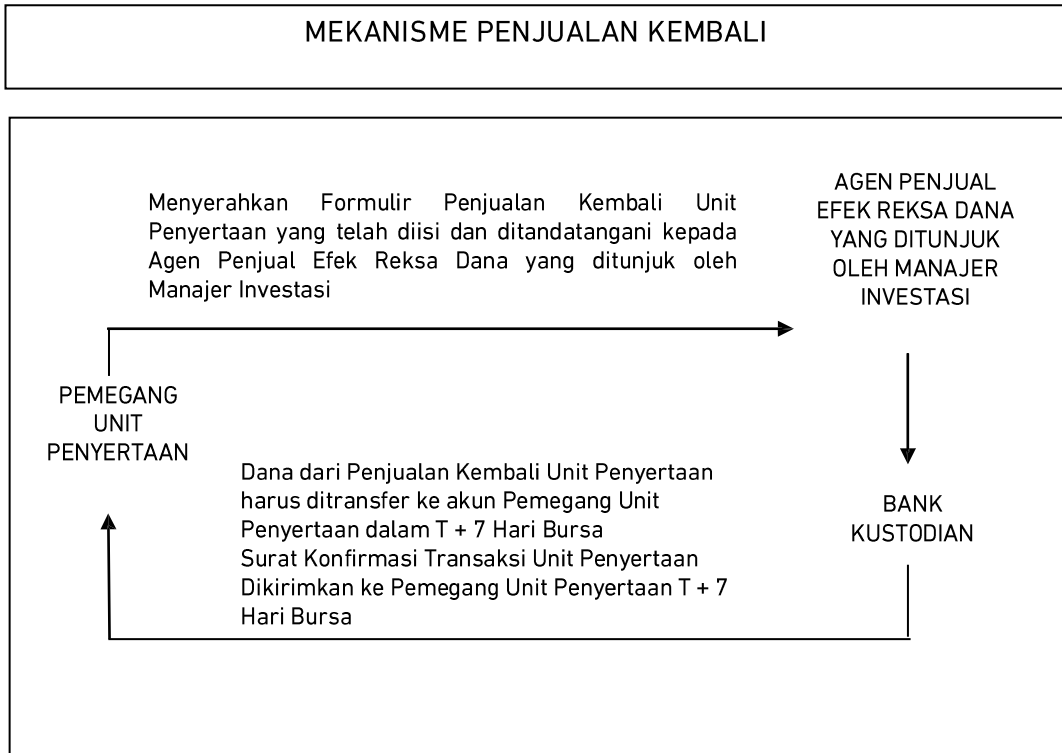 MEKANISME PENJUALAN KEMBALI
Menyerahkan Formulir Penjualan Kembali Unit
Penyertaan yang telah diisi dan ditandatangani kepada
Agen Penjual Efek Reksa Dana yang ditunjuk oleh
Manajer Investasi
AGEN PENJUAL
EFEK REKSA DANA
YANG DITUNJUK
OLEH MANAJER
INVESTASI
PEMEGANG
UNIT
PENYERTAAN
Dana dari Penjualan Kembali Unit Penyertaan
harus ditransfer ke akun Pemegang Unit
Penyertaan dalam T + 7 Hari Bursa
Surat Konfirmasi Transaksi Unit Penyertaan
Dikirimkan ke Pemegang Unit Penyertaan T + 7
Hari Bursa
BANK
KUSTODIAN